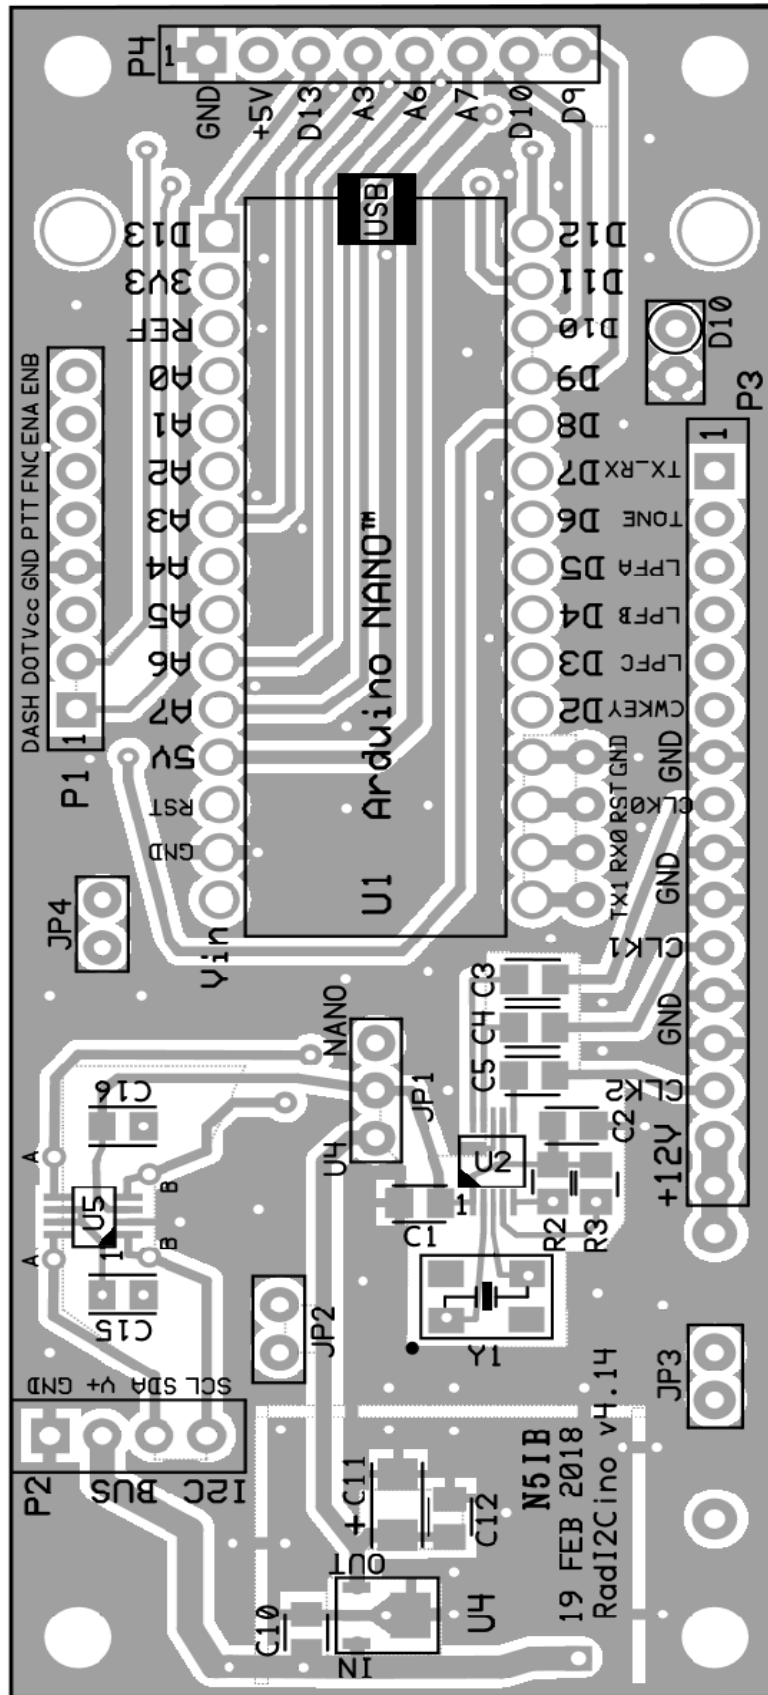 P4
1
GND
+5V
D13
A3
A6
A7
D10
D9
USB
D13
3V3
REF
A0
A1
A2
A3
A4
A5
A6
A7
5V
RST
GND
Vin
D12
D11
D10
D9
D8
D7
D6
D5
D4
D3
D2
TX_RX
TONE
LPFA
LPFB
LPFC
CWKEY
GND
CLK0
GND
CLK1
GND
CLK2
+12V
D10
P3
1
DASH DOT Vcc GND PTT FNC ENA ENB
1
P1
Arduino NANO™
U1
GND
RST
RX0
TX1
JP4
NANO
JP1
U4
C3
C4
C5
C2
U2
1
C1
R2
R3
Y1
C16
A
B
U5
1
A
B
C15
JP2
JP3
GND V+ SDA SCL
P2
I2C BUS
C11
+
C12
OUT
C10
IN
U4
N5IB
19 FEB 2018
RadI2Cino v4.14